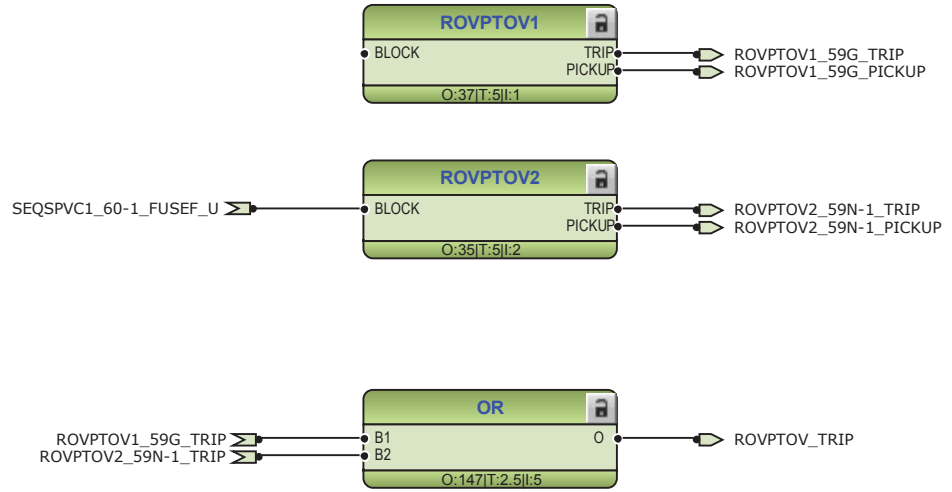 ROVPTOV1
BLOCK
TRIP
PICKUP
ROVPTOV1_59G_TRIP
ROVPTOV1_59G_PICKUP
O:37|T:5|I:1
ROVPTOV2
SEQSPVC1_60-1_FUSEF_U
BLOCK
TRIP
PICKUP
ROVPTOV2_59N-1_TRIP
ROVPTOV2_59N-1_PICKUP
O:35|T:5|I:2
OR
ROVPTOV1_59G_TRIP
ROVPTOV2_59N-1_TRIP
B1
B2
O
ROVPTOV_TRIP
O:147|T:2.5|I:5